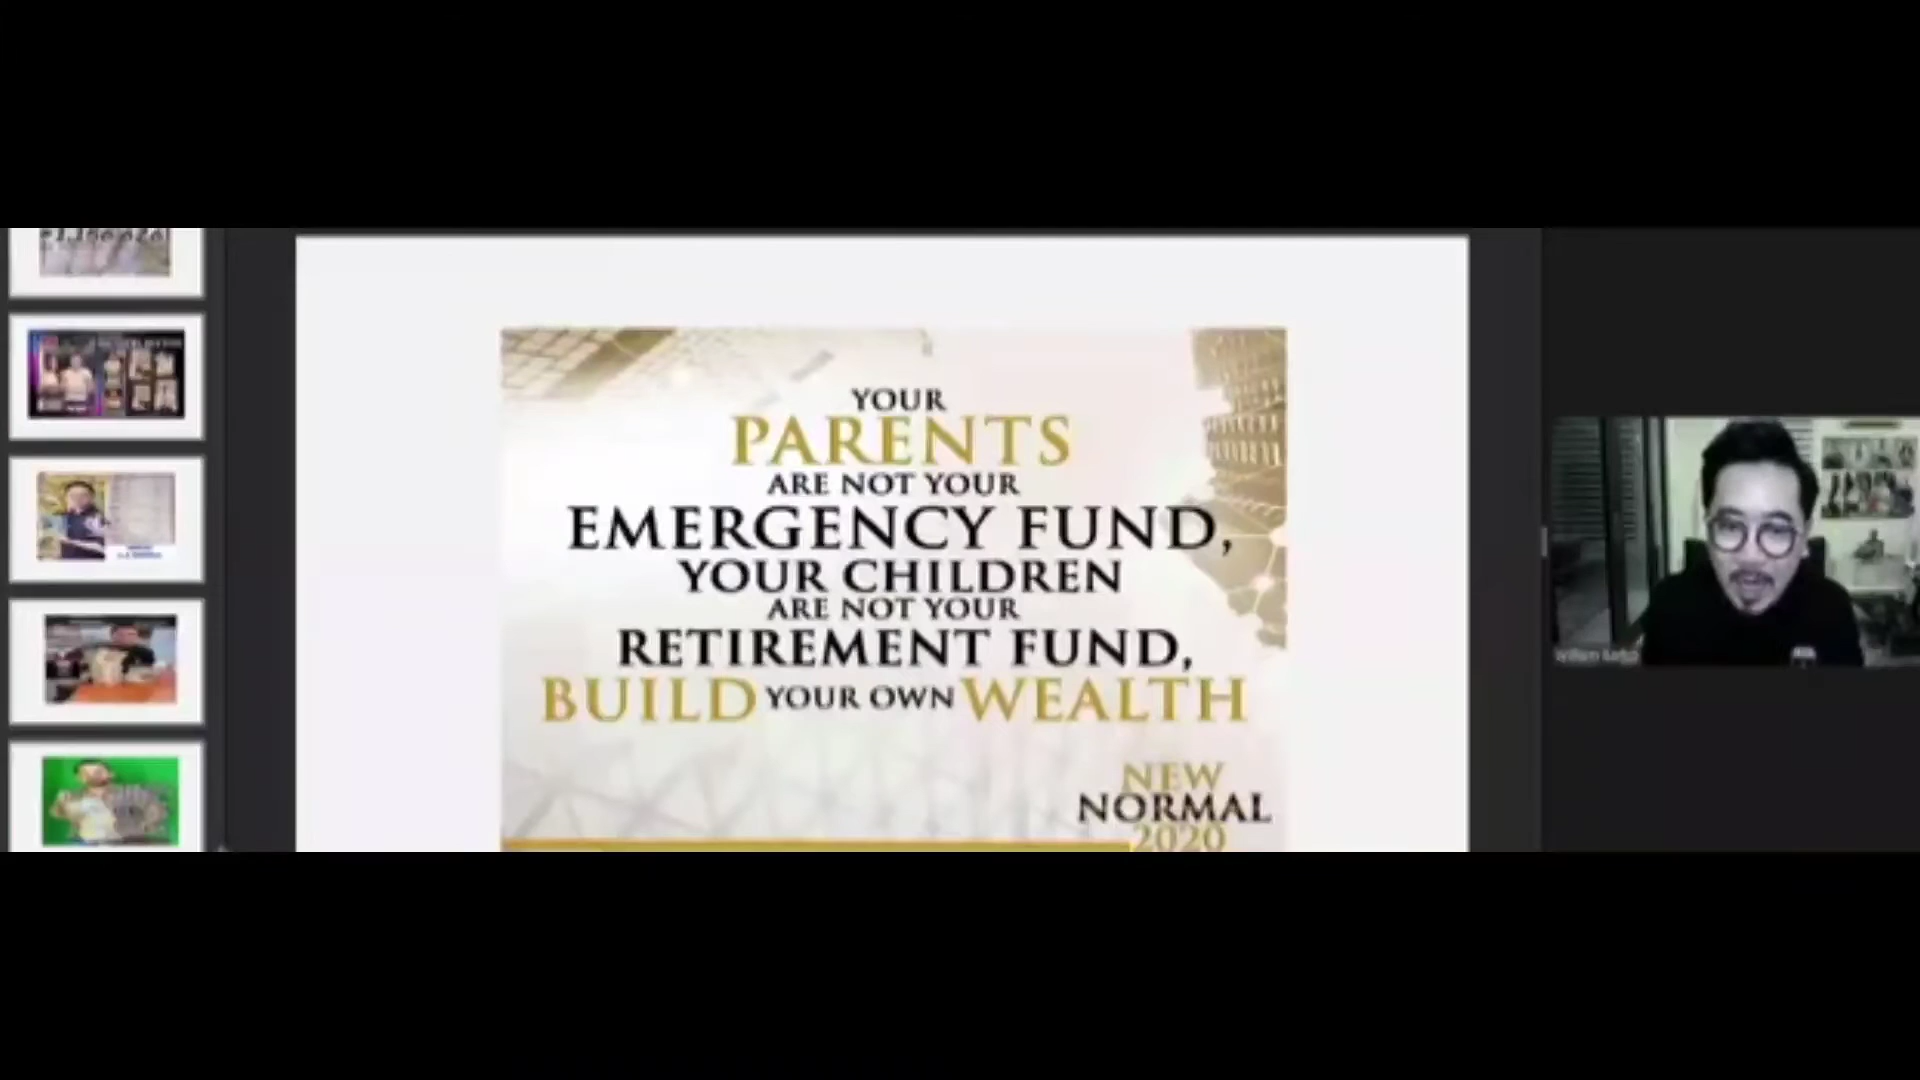 YOUR
PARENTS
ARE NOT YOUR
EMERGENCY FUND,
YOUR CHILDREN
ARE NOT YOUR
RETIREMENT FUND,
BUILD YOUR OWN WEALTH
NEW
NORMAL
2020
William